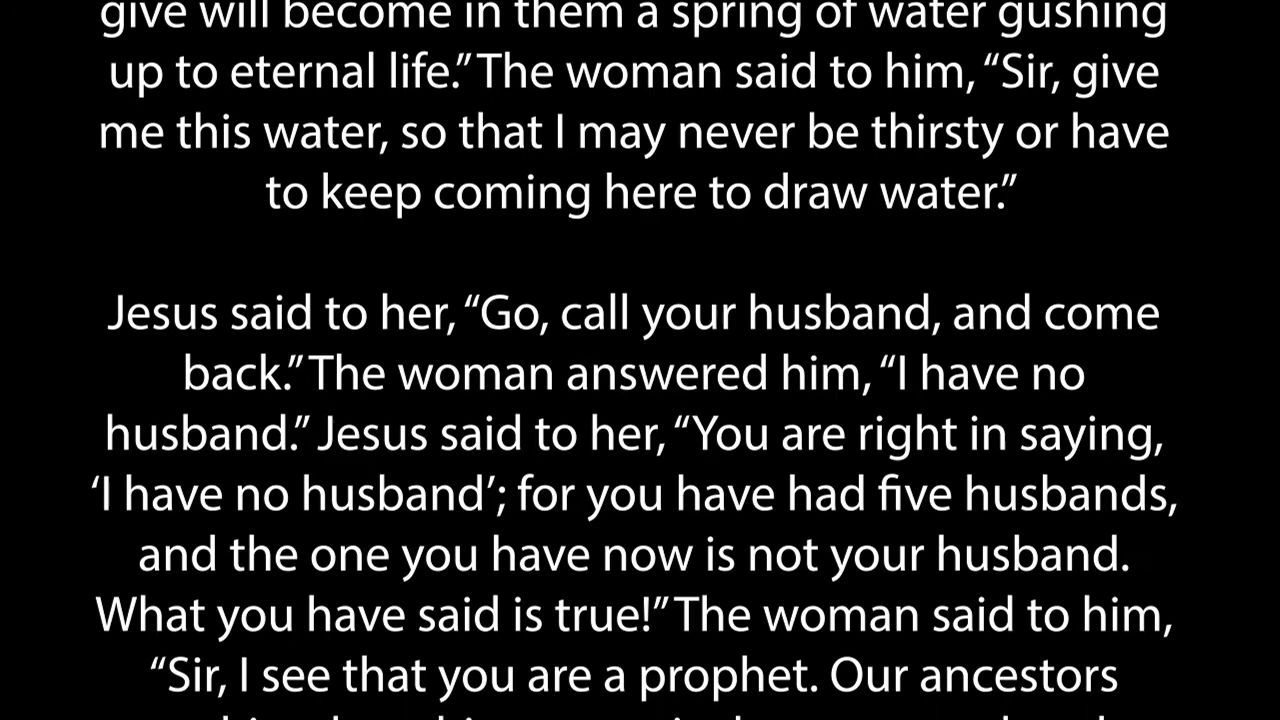 give will become in them a spring of water gushing
up to eternal life.” The woman said to him, “Sir, give
me this water, so that I may never be thirsty or have
to keep coming here to draw water.”
Jesus said to her, “Go, call your husband, and come
back.” The woman answered him, “I have no
husband.” Jesus said to her, “You are right in saying,
‘I have no husband’; for you have had five husbands,
and the one you have now is not your husband.
What you have said is true!” The woman said to him,
“Sir, I see that you are a prophet. Our ancestors